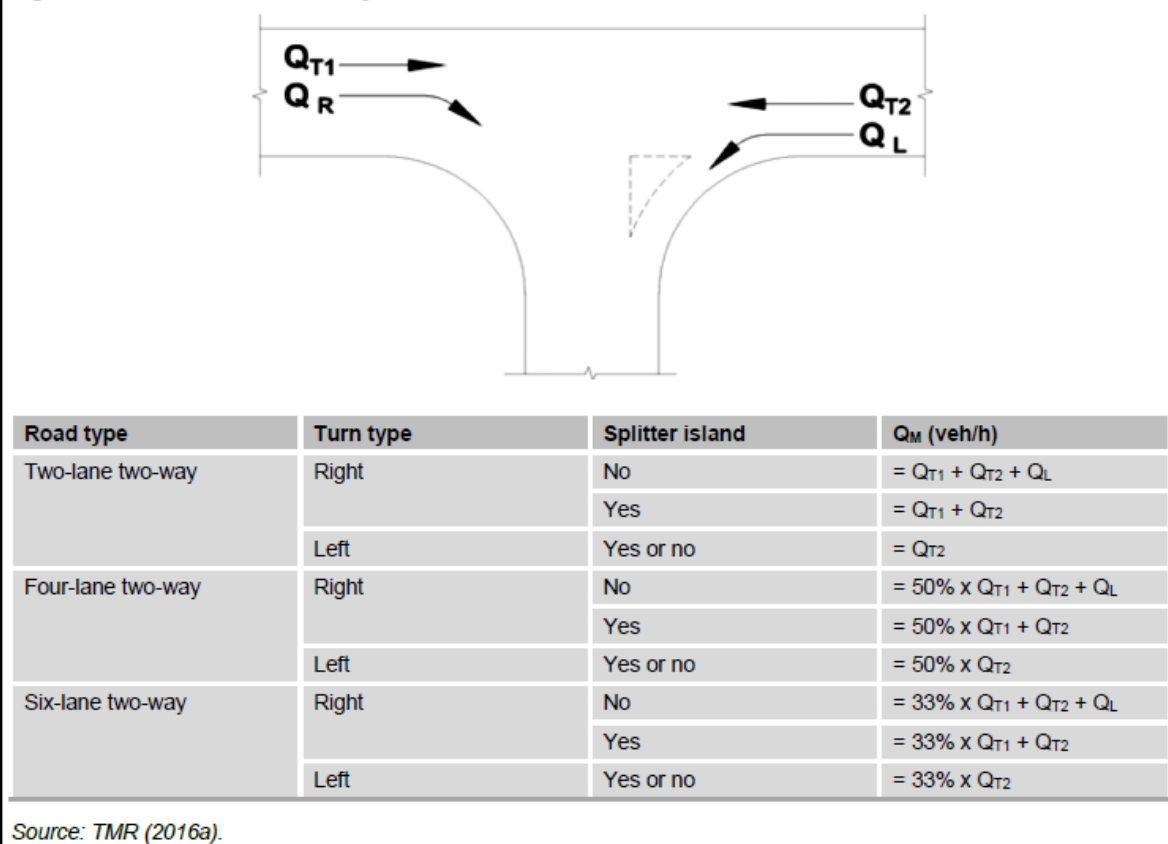 QT1
Q R
QT2
Q L
Road type Turn type Splitter island QM (veh/h)
Two-lane two-way Right No = QT1 + QT2 + QL
Yes = QT1 + QT2
Left Yes or no = QT2
Four-lane two-way Right No = 50% x QT1 + QT2 + QL
Yes = 50% x QT1 + QT2
Left Yes or no = 50% x QT2
Six-lane two-way Right No = 33% x QT1 + QT2 + QL
Yes = 33% x QT1 + QT2
Left Yes or no = 33% x QT2
Source: TMR (2016a).